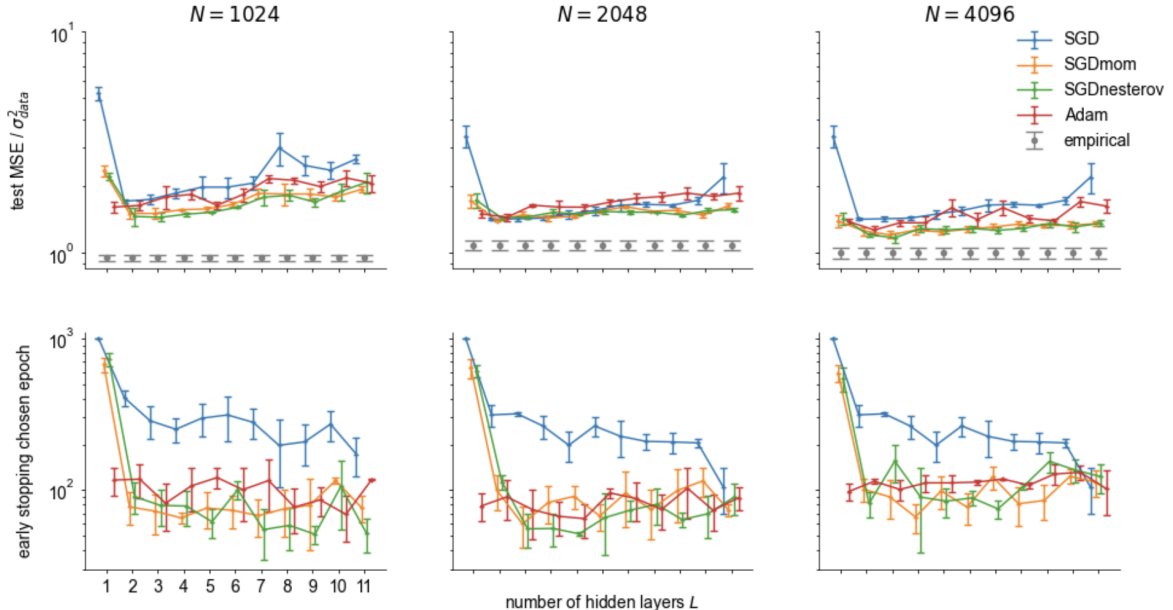 N = 1024
N = 2048
N = 4096
10¹
10⁰
test MSE / σ²data
SGD
SGDmom
SGDnesterov
Adam
empirical
10³
10²
early stopping chosen epoch
1 2 3 4 5 6 7 8 9 10 11
number of hidden layers L